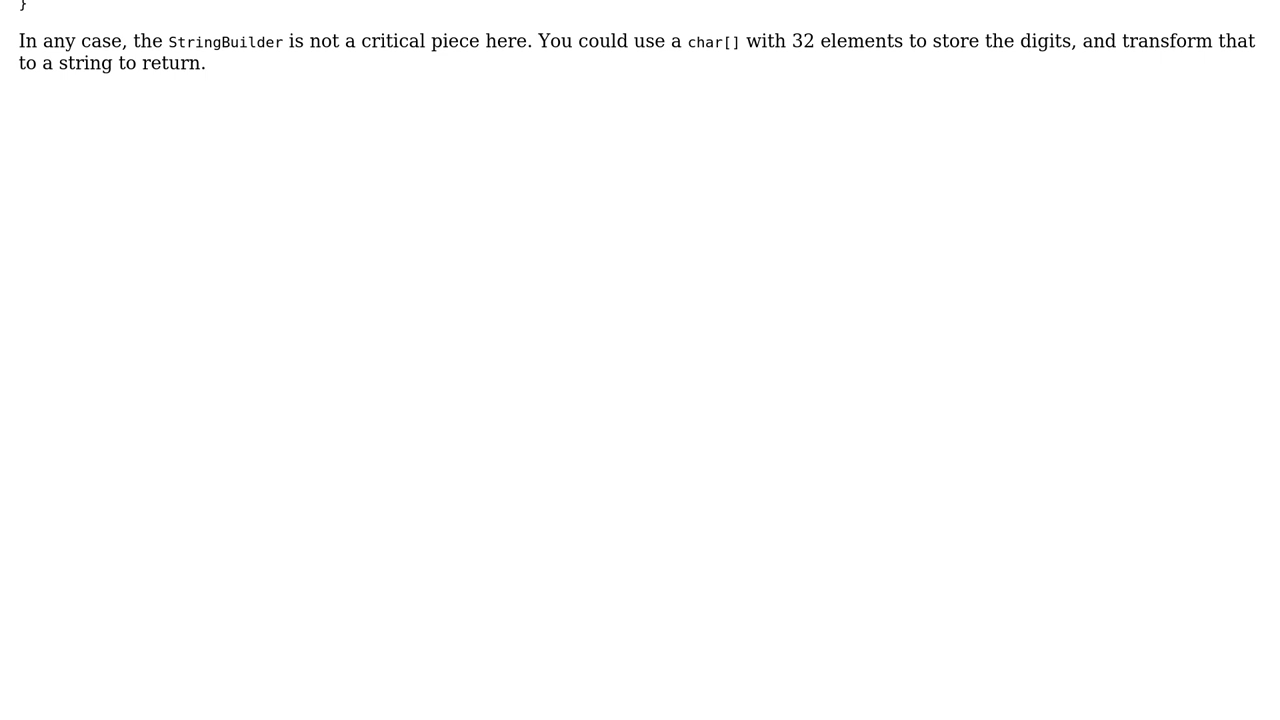 }
In any case, the StringBuilder is not a critical piece here. You could use a char[] with 32 elements to store the digits, and transform that
to a string to return.